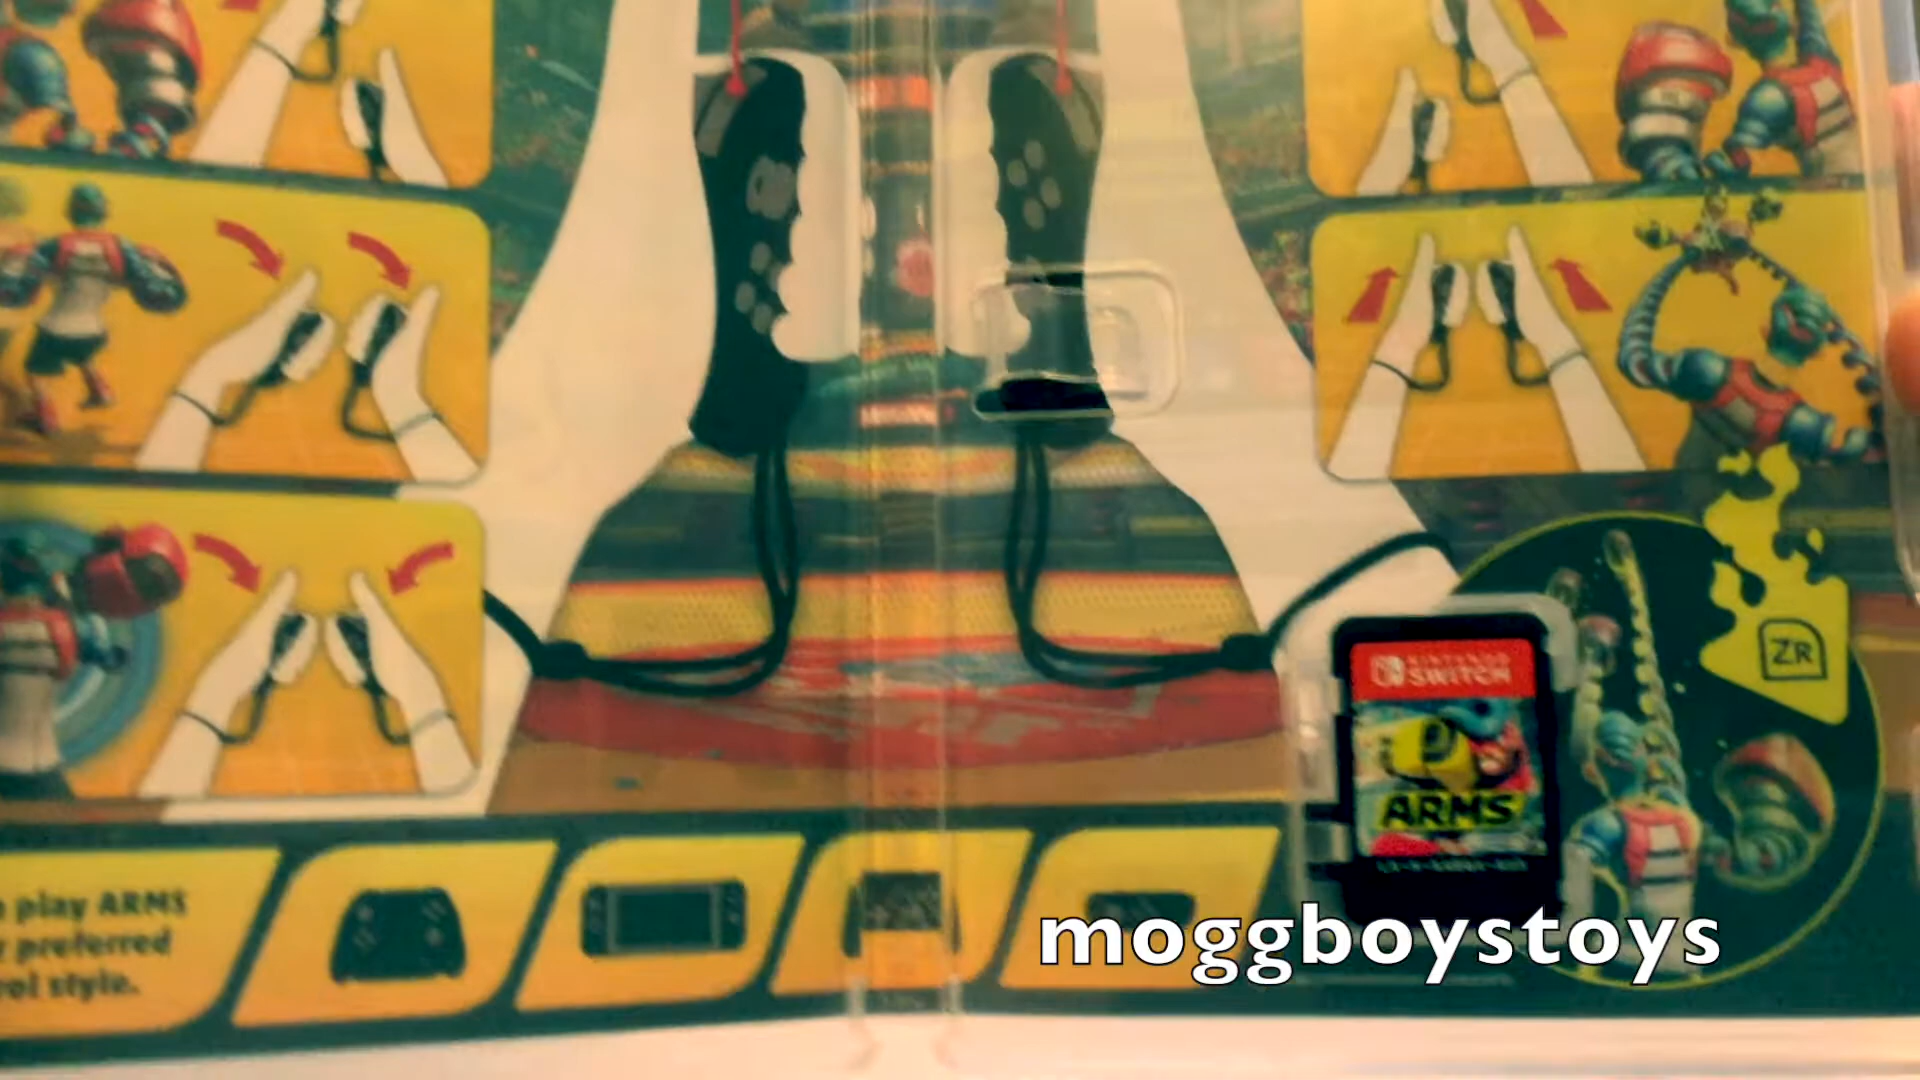 ZR
NINTENDO
SWITCH
ARMS
play ARMS
preferred
style.
moggboystoys